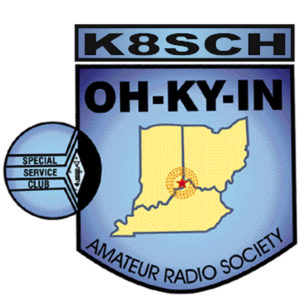 K8SCH
OH-KY-IN
SPECIAL
SERVICE
CLUB
AMATEUR RADIO SOCIETY